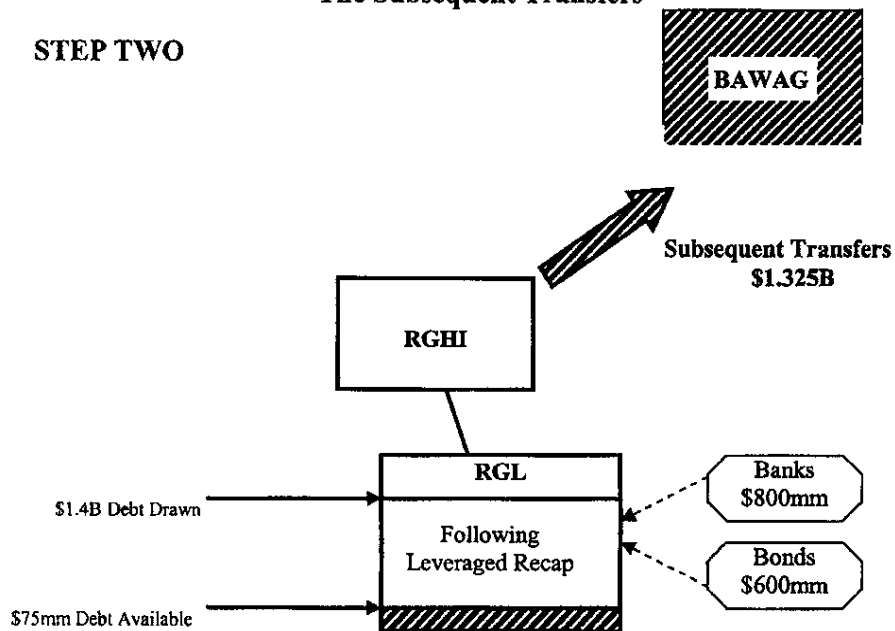 The Subsequent Transfers
STEP TWO
BAWAG
Subsequent Transfers
$1.325B
RGHI
RGL
Banks
$800mm
$1.4B Debt Drawn
Following
Leveraged Recap
Bonds
$600mm
$75mm Debt Available